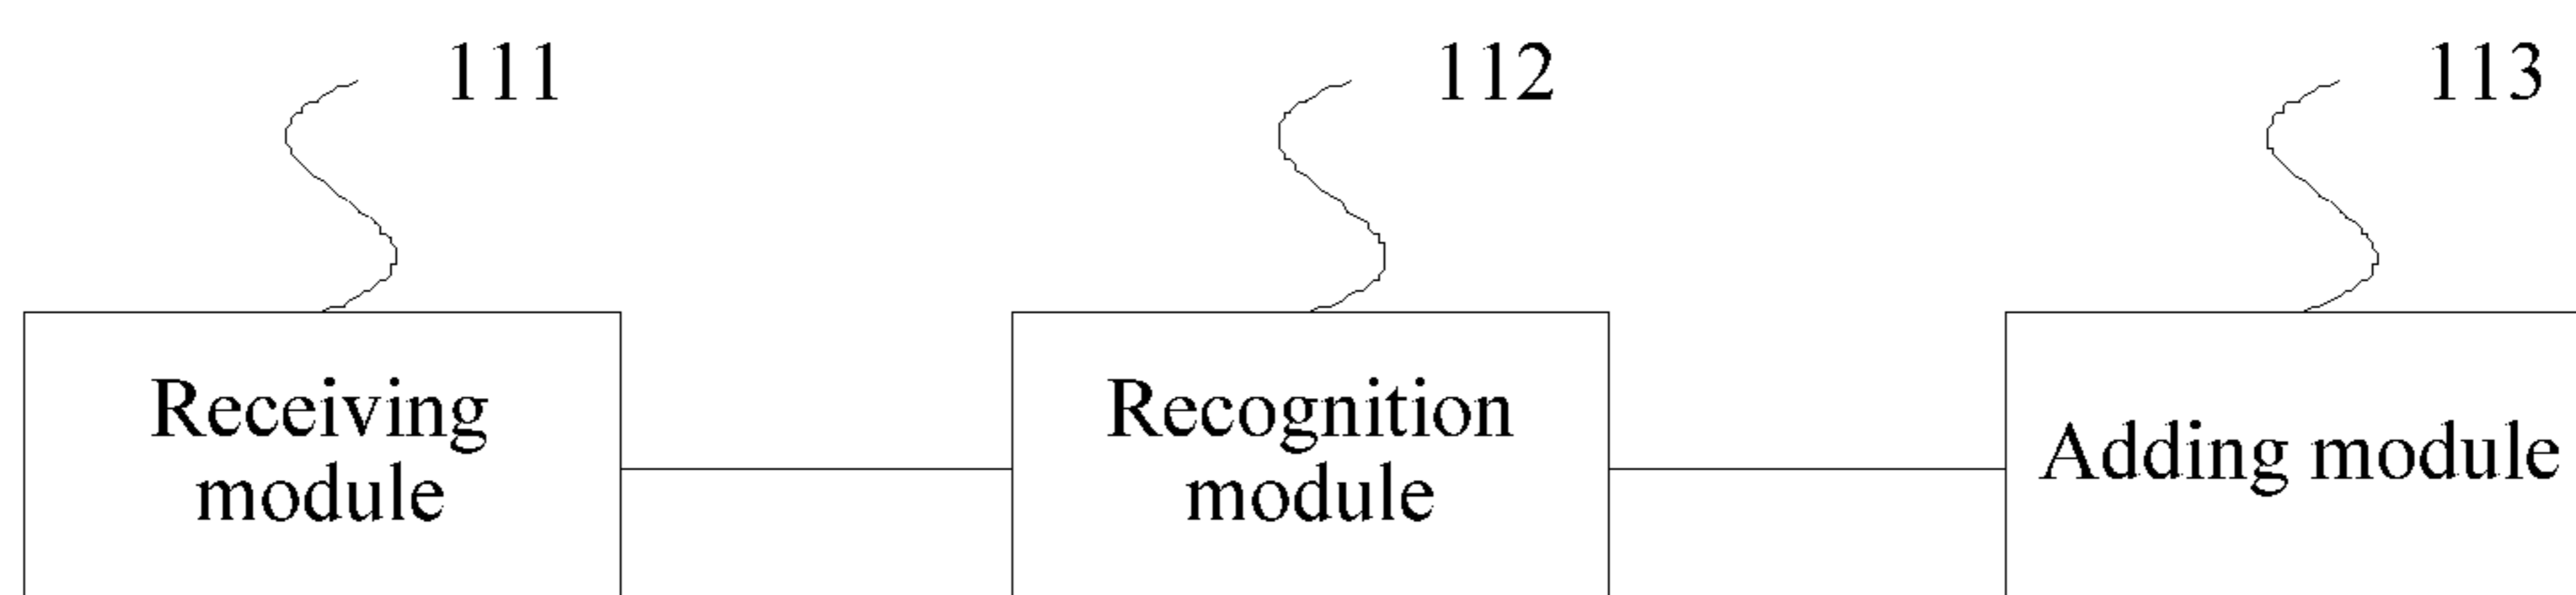 111
112
113
Receiving
module
Recognition
module
Adding module